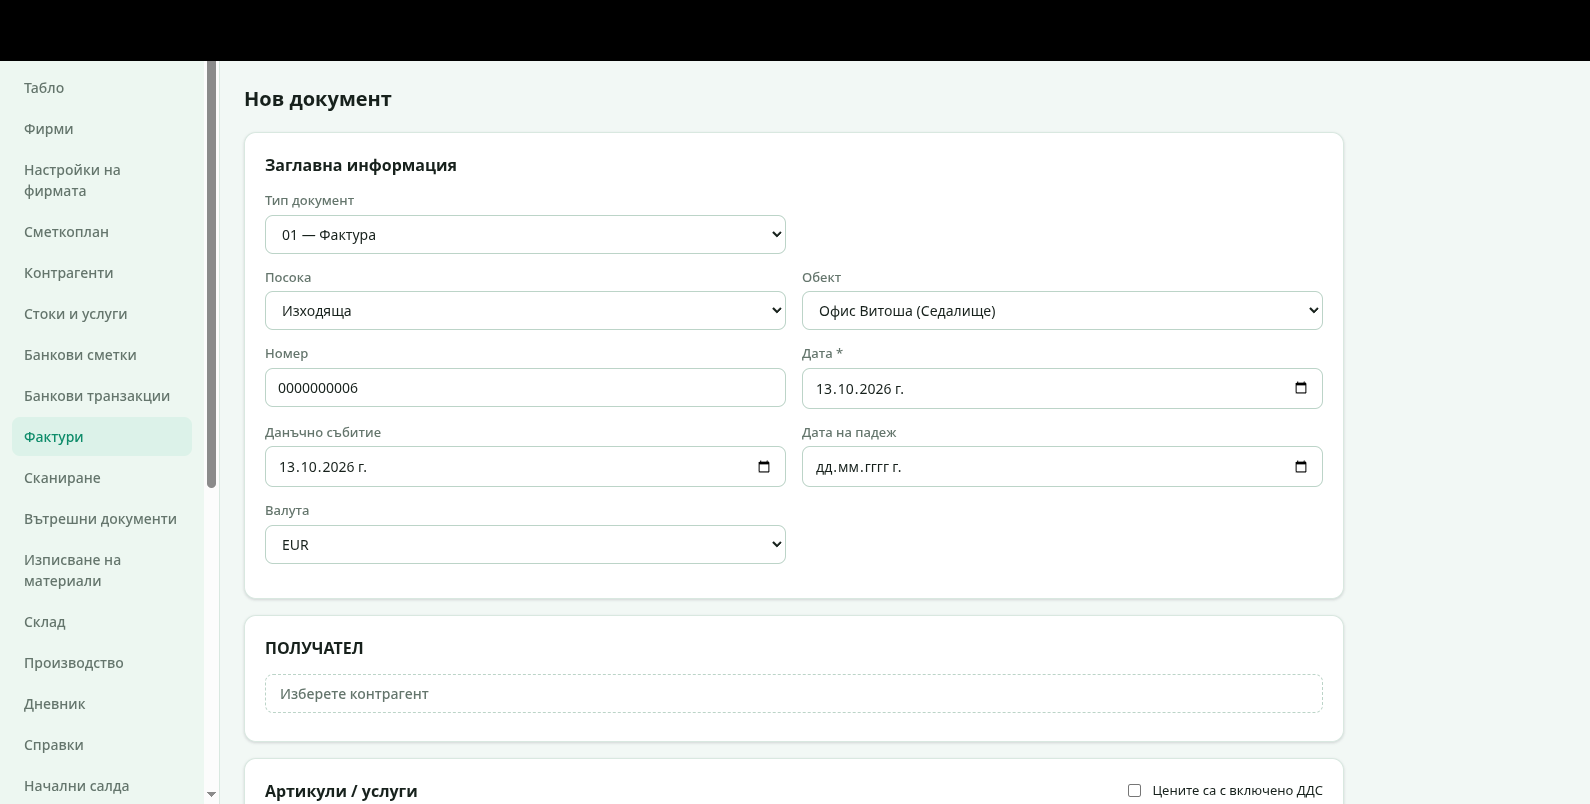 Табло
Фирми
Настройки на
фирмата
Сметкоплан
Контрагенти
Стоки и услуги
Банкови сметки
Банкови транзакции
Фактури
Сканиране
Вътрешни документи
Изписване на
материали
Склад
Производство
Дневник
Справки
Начални салда
Нов документ
Заглавна информация
Тип документ
01 — Фактура
Посока
Обект
Изходяща
Офис Витоша (Седалище)
Номер
Дата *
0000000006
13.10.2026 г.
Данъчно събитие
Дата на падеж
13.10.2026 г.
дд.мм.гггг г.
Валута
EUR
ПОЛУЧАТЕЛ
Изберете контрагент
Артикули / услуги
Цените са с включено ДДС